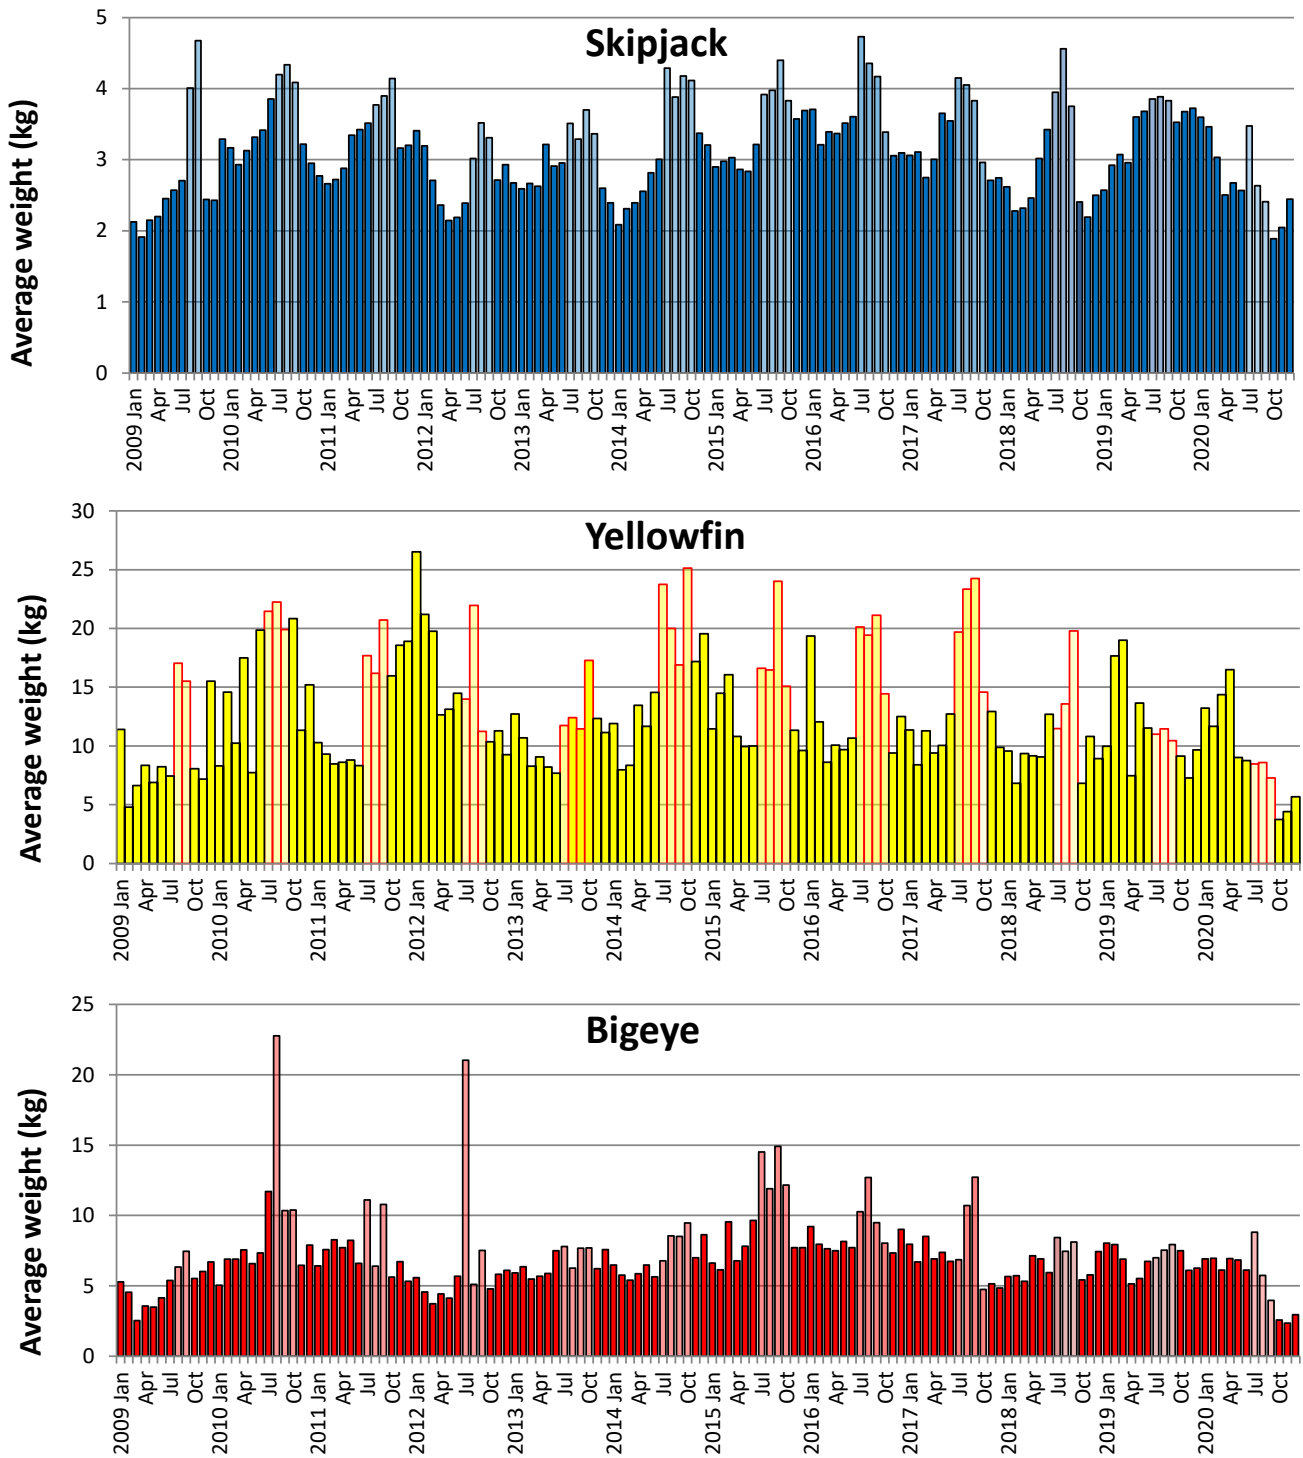 Skipjack
Average weight (kg)
5
4
3
2
1
0
2009 Jan Apr Jul Oct 2010 Jan Apr Jul Oct 2011 Jan Apr Jul Oct 2012 Jan Apr Jul Oct 2013 Jan Apr Jul Oct 2014 Jan Apr Jul Oct 2015 Jan Apr Jul Oct 2016 Jan Apr Jul Oct 2017 Jan Apr Jul Oct 2018 Jan Apr Jul Oct 2019 Jan Apr Jul Oct 2020 Jan Apr Jul Oct
Yellowfin
Average weight (kg)
30
25
20
15
10
5
0
2009 Jan Apr Jul Oct 2010 Jan Apr Jul Oct 2011 Jan Apr Jul Oct 2012 Jan Apr Jul Oct 2013 Jan Apr Jul Oct 2014 Jan Apr Jul Oct 2015 Jan Apr Jul Oct 2016 Jan Apr Jul Oct 2017 Jan Apr Jul Oct 2018 Jan Apr Jul Oct 2019 Jan Apr Jul Oct 2020 Jan Apr Jul Oct
Bigeye
Average weight (kg)
25
20
15
10
5
0
2009 Jan Apr Jul Oct 2010 Jan Apr Jul Oct 2011 Jan Apr Jul Oct 2012 Jan Apr Jul Oct 2013 Jan Apr Jul Oct 2014 Jan Apr Jul Oct 2015 Jan Apr Jul Oct 2016 Jan Apr Jul Oct 2017 Jan Apr Jul Oct 2018 Jan Apr Jul Oct 2019 Jan Apr Jul Oct 2020 Jan Apr Jul Oct